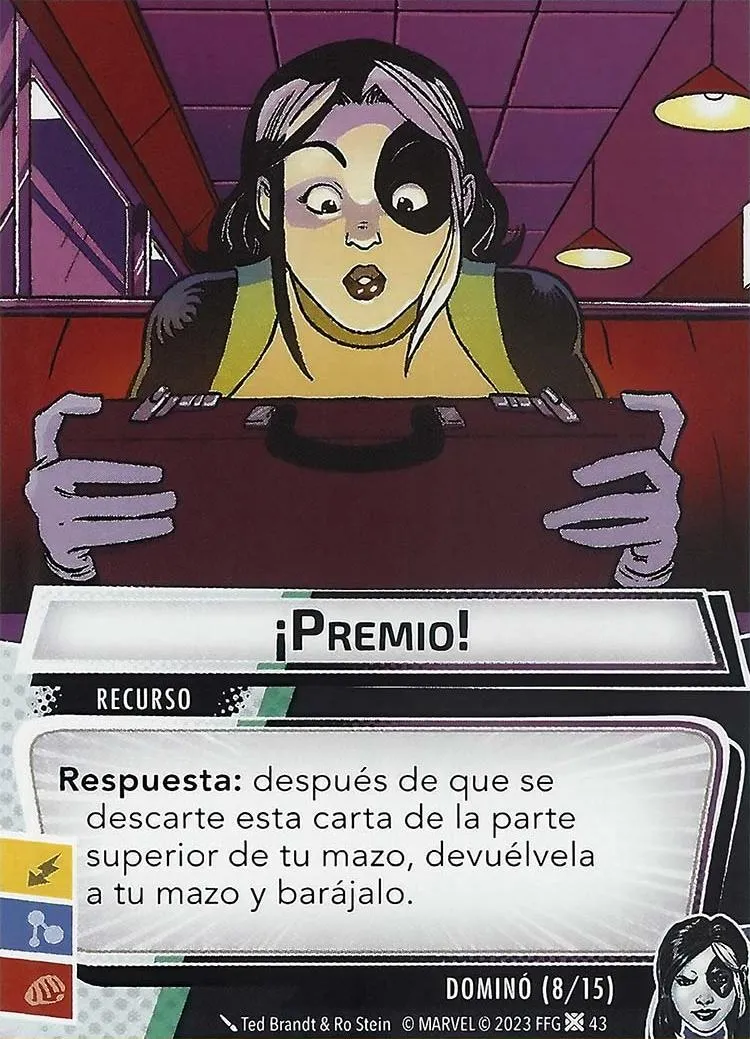 ¡PREMIO!
RECURSO
Respuesta: después de que se
descarte esta carta de la parte
superior de tu mazo, devuélvela
a tu mazo y barájalo.
DOMINÓ (8/15)
Ted Brandt & Ro Stein © MARVEL © 2023 FFG 43